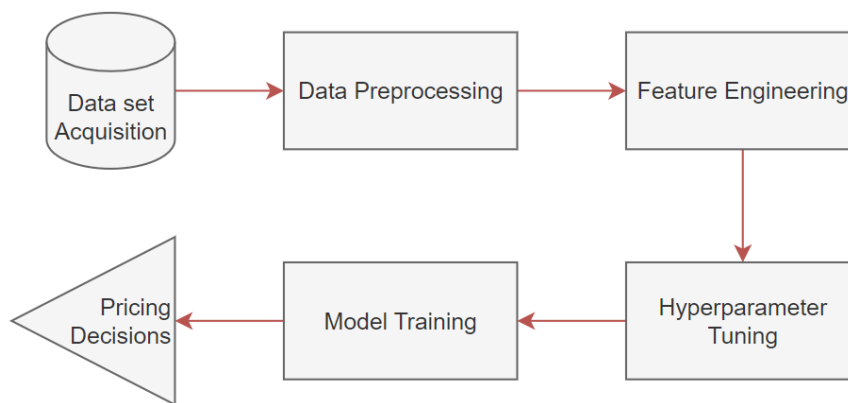 Data set
Acquisition
Data Preprocessing
Feature Engineering
Pricing
Decisions
Model Training
Hyperparameter
Tuning